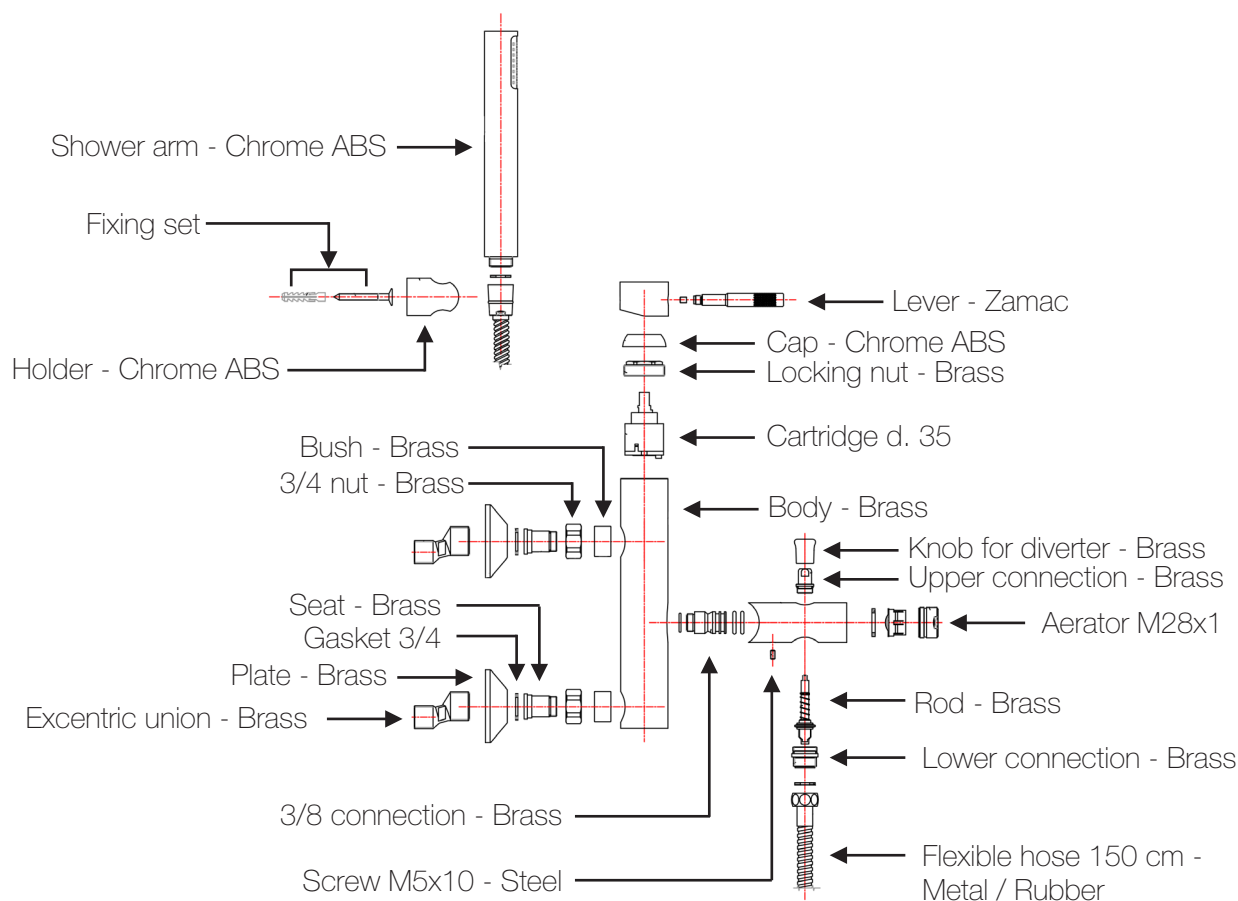 Shower arm - Chrome ABS
Fixing set
Holder - Chrome ABS
Lever - Zamac
Cap - Chrome ABS
Locking nut - Brass
Cartridge d. 35
Bush - Brass
3/4 nut - Brass
Body - Brass
Knob for diverter - Brass
Upper connection - Brass
Aerator M28x1
Seat - Brass
Gasket 3/4
Plate - Brass
Excentric union - Brass
Rod - Brass
Lower connection - Brass
3/8 connection - Brass
Screw M5x10 - Steel
Flexible hose 150 cm -
Metal / Rubber